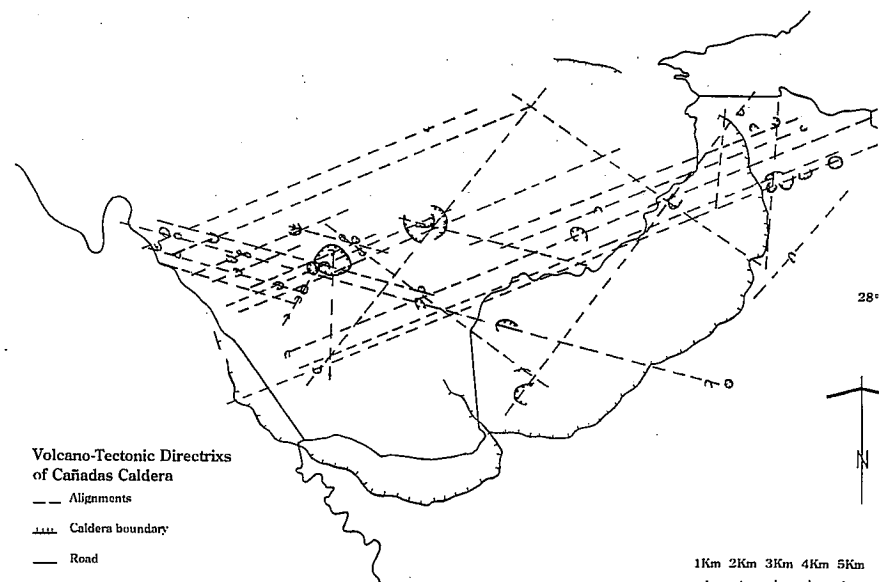 28°
Volcano-Tectonic Directrixs
of Cañadas Caldera
Alignments
Caldera boundary
Road
N
1Km 2Km 3Km 4Km 5Km